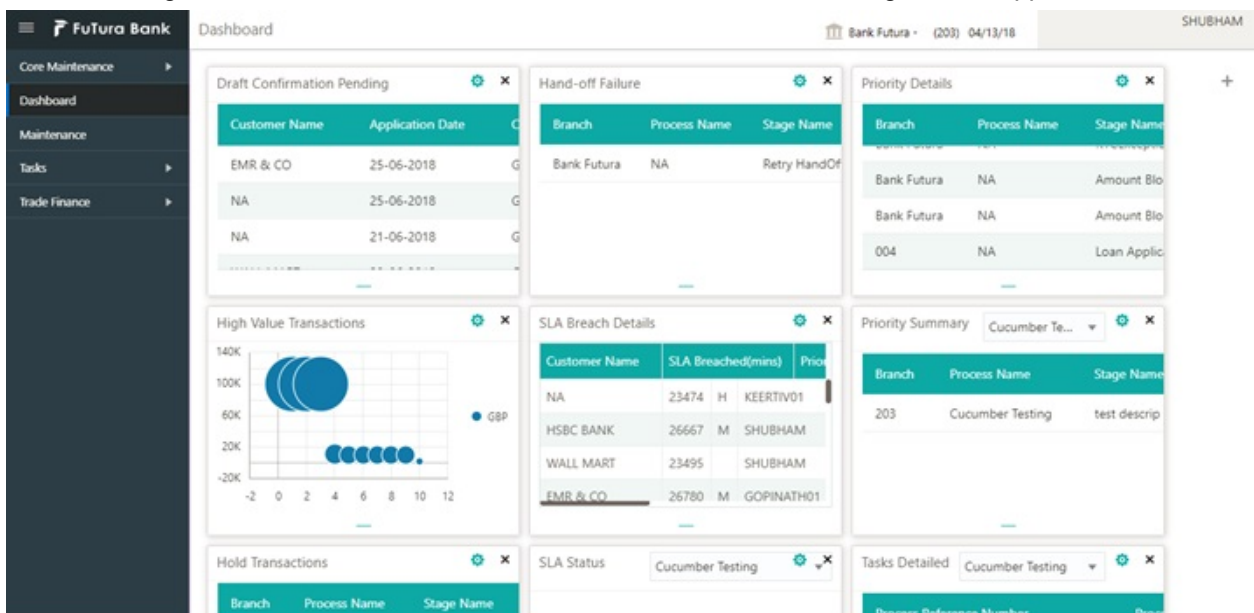 FuTura Bank
Dashboard
Bank Futura - (203) 04/13/18
SHUBHAM
Core Maintenance
Dashboard
Maintenance
Tasks
Trade Finance
Draft Confirmation Pending
Customer Name Application Date C
EMR & CO 25-06-2018 G
NA 25-06-2018 G
NA 21-06-2018 G
Hand-off Failure
Branch Process Name Stage Name
Bank Futura NA Retry HandOf
Priority Details
Branch Process Name Stage Name
Bank Futura NA Amount Blo
Bank Futura NA Amount Blo
004 NA Loan Applic
High Value Transactions
140K
100K
60K
20K
-20K
-2 0 2 4 6 8 10 12
GBP
SLA Breach Details
Customer Name SLA Breached(mins) Prior
NA 23474 H KEERTIV01
HSBC BANK 26667 M SHUBHAM
WALL MART 23495 SHUBHAM
EMR & CO 26780 M GOPINATH01
Priority Summary Cucumber Te...
Branch Process Name Stage Name
203 Cucumber Testing test descrip
Hold Transactions
Branch Process Name Stage Name
SLA Status Cucumber Testing
Tasks Detailed Cucumber Testing
Process Reference Number